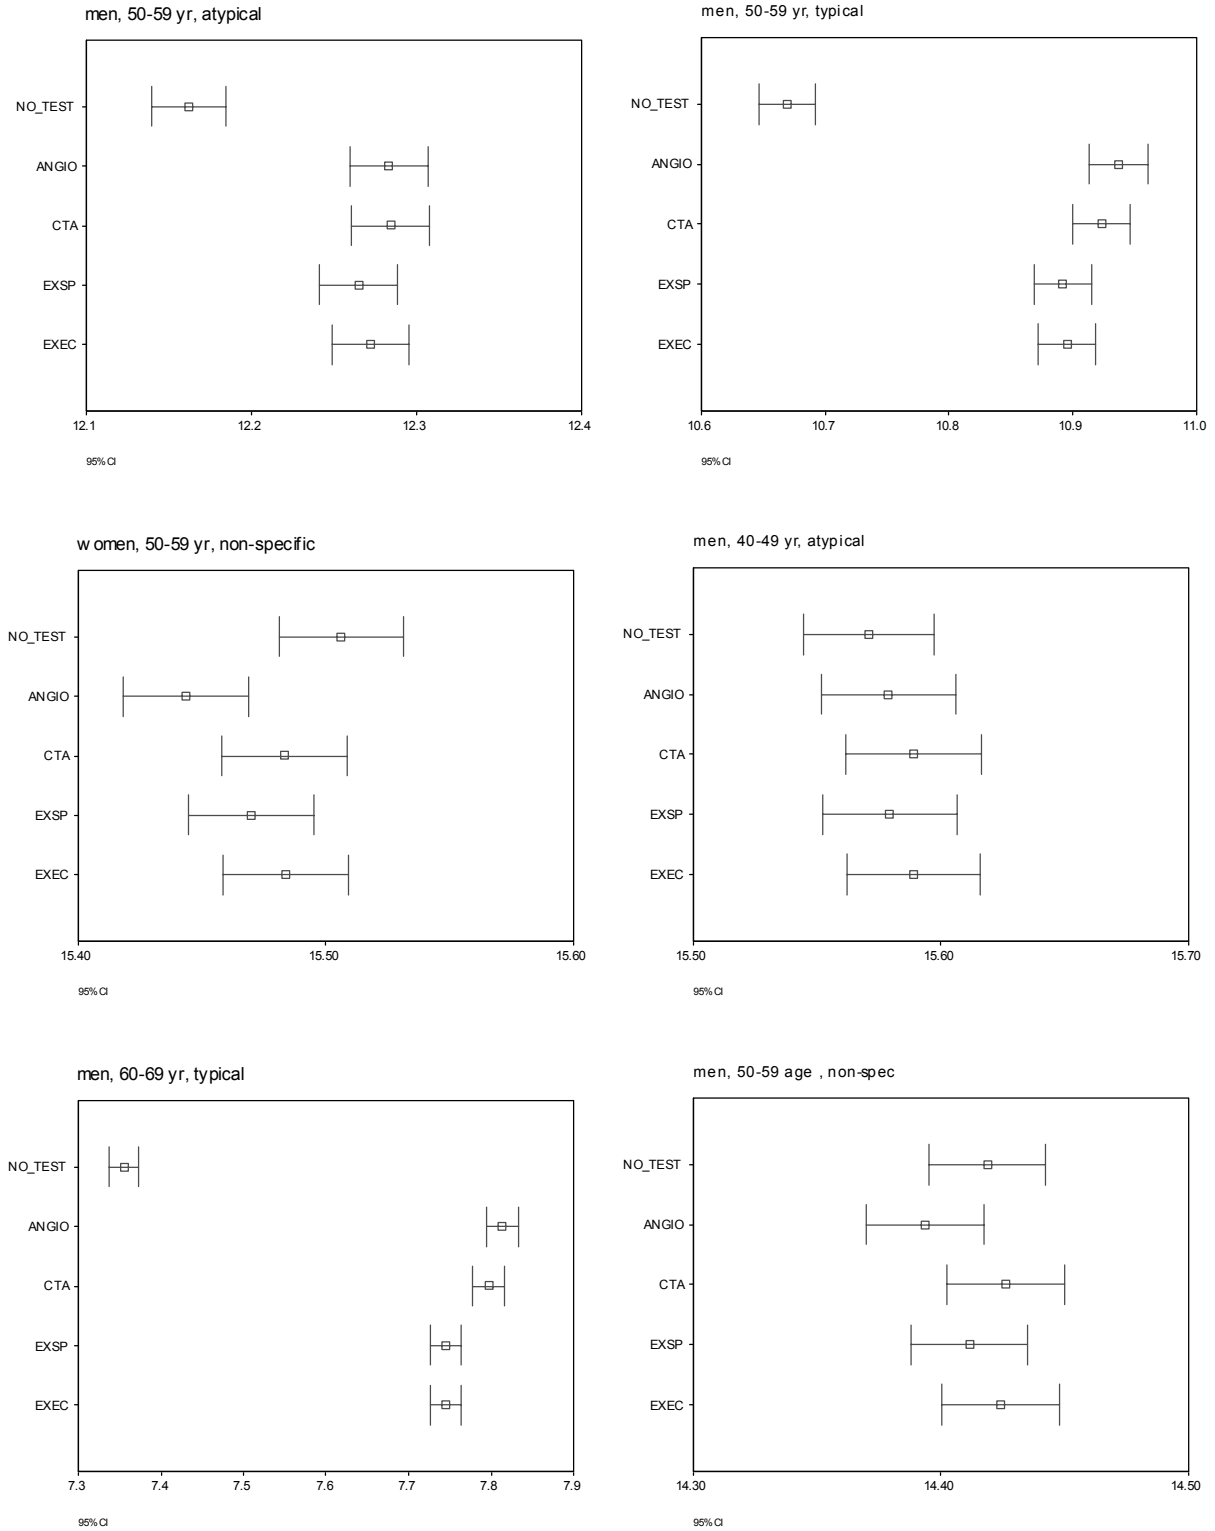 men, 50-59 yr, atypical
NO_TEST
ANGIO
CTA
EXSP
EXEC
12.1 12.2 12.3 12.4
95% CI
men, 50-59 yr, typical
NO_TEST
ANGIO
CTA
EXSP
EXEC
10.6 10.7 10.8 10.9 11.0
95% CI
women, 50-59 yr, non-specific
NO_TEST
ANGIO
CTA
EXSP
EXEC
15.40 15.50 15.60
95% CI
men, 40-49 yr, atypical
NO_TEST
ANGIO
CTA
EXSP
EXEC
15.50 15.60 15.70
95% CI
men, 60-69 yr, typical
NO_TEST
ANGIO
CTA
EXSP
EXEC
7.3 7.4 7.5 7.6 7.7 7.8 7.9
95% CI
men, 50-59 age , non-spec
NO_TEST
ANGIO
CTA
EXSP
EXEC
14.30 14.40 14.50
95% CI